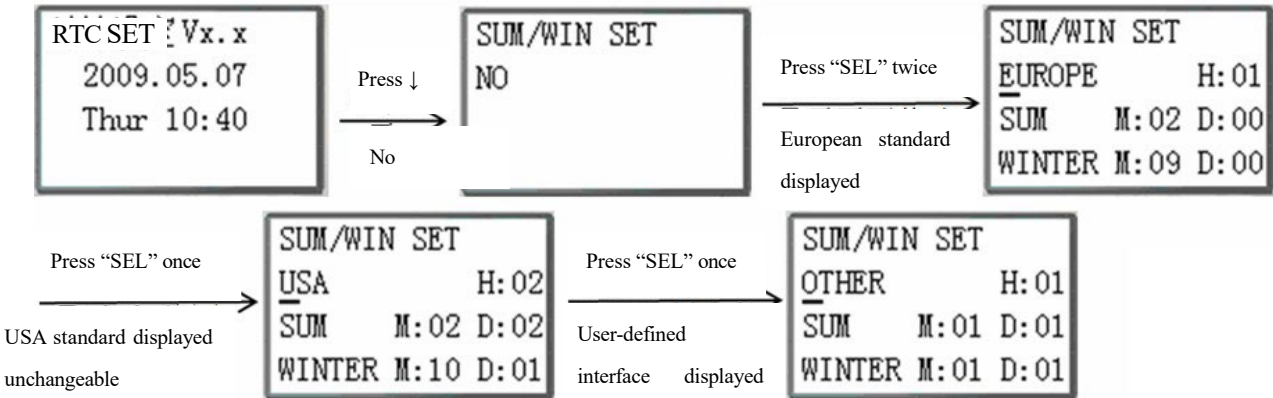 RTC SET Vx.x
2009.05.07
Thur 10:40
Press ↓
No
SUM/WIN SET
NO
Press “SEL” twice
European standard
displayed
SUM/WIN SET
EUROPE H:01
SUM M:02 D:00
WINTER M:09 D:00
Press “SEL” once
USA standard displayed
unchangeable
SUM/WIN SET
USA H:02
SUM M:02 D:02
WINTER M:10 D:01
Press “SEL” once
User-defined
interface displayed
SUM/WIN SET
OTHER H:01
SUM M:01 D:01
WINTER M:01 D:01